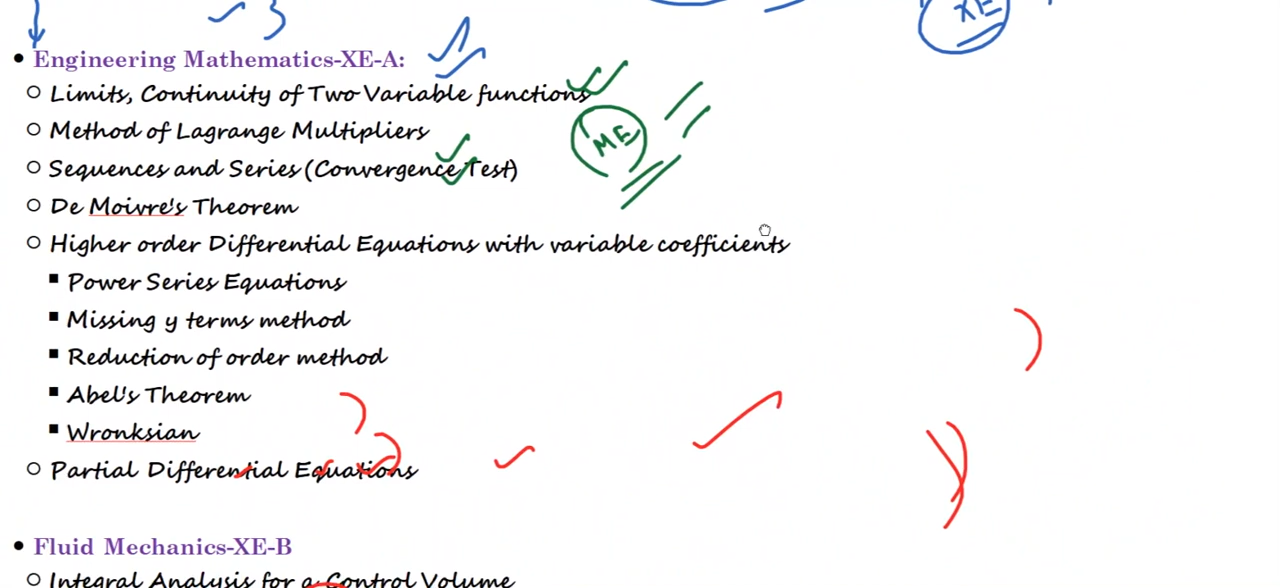 XE
• Engineering Mathematics-XE-A:
○ Limits, Continuity of Two Variable functions
ME
○ Method of Lagrange Multipliers
○ Sequences and Series (Convergence Test)
○ De Moivre's Theorem
○ Higher order Differential Equations with variable coefficients
▪ Power Series Equations
▪ Missing y terms method
▪ Reduction of order method
▪ Abel's Theorem
▪ Wronksian
○ Partial Differential Equations
• Fluid Mechanics-XE-B
○ Integral Analysis for a Control Volume